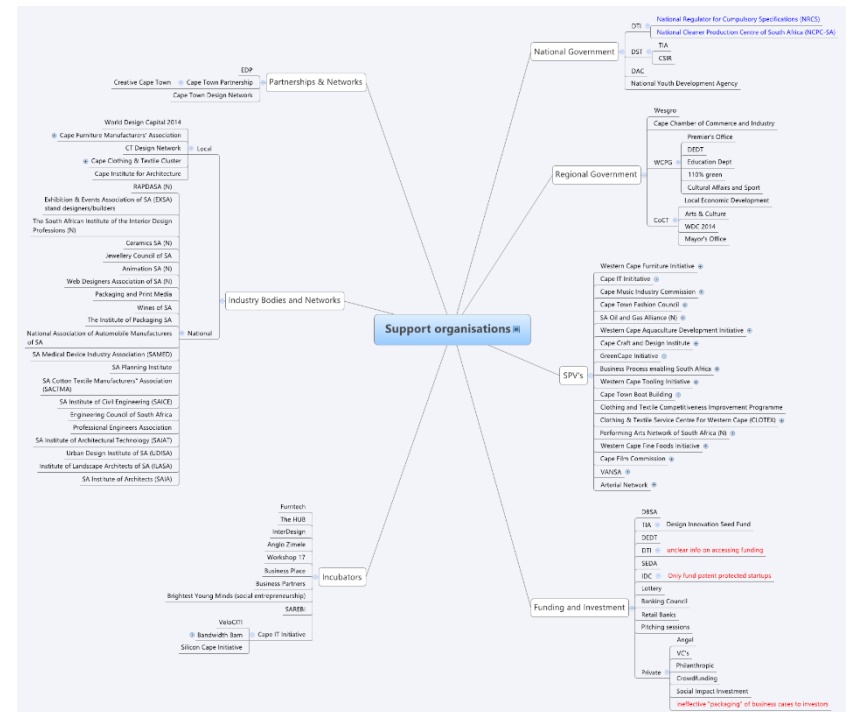 Support organisations
Partnerships & Networks
EDP
Cape Town Partnership
Creative Cape Town
Cape Town Design Network
Industry Bodies and Networks
Local
World Design Capital 2014
Cape Furniture Manufacturers' Association
CT Design Network
Cape Clothing & Textile Cluster
Cape Institute for Architecture
National
RAPDASA (N)
Exhibition & Events Association of SA (EXSA)
stand designers/builders
The South African Institute of the Interior Design
Professions (N)
Ceramics SA (N)
Jewellery Council of SA
Animation SA (N)
Web Designers Association of SA (N)
Packaging and Print Media
Wines of SA
The Institute of Packaging SA
National Association of Automobile Manufacturers
of SA
SA Medical Device Industry Association (SAMED)
SA Planning Institute
SA Cotton Textile Manufacturers" Association
(SACTMA)
SA Institute of Civil Engineering (SAICE)
Engineering Council of South Africa
Professional Engineers Association
SA Institute of Architectural Technology (SAIAT)
Urban Design Institute of SA (UDISA)
Institute of Landscape Architects of SA (ILASA)
SA Institute of Architects (SAIA)
Incubators
Furntech
The HUB
InterDesign
Anglo Zimele
Workshop 17
Business Place
Business Partners
Brightest Young Minds (social entrepreneurship)
SAREBI
Cape IT Initiative
VeloCITI
Bandwidth Barn
Silicon Cape Initiative
National Government
DTI
National Regulator for Cumpulsory Specifications (NRCS)
National Cleaner Production Centre of South Africa (NCPC-SA)
DST
TIA
CSIR
DAC
National Youth Development Agency
Regional Government
Wesgro
Cape Chamber of Commerce and Industry
WCPG
Premier's Office
DEDT
Education Dept
110% green
Cultural Affairs and Sport
CoCT
Local Economic Development
Arts & Culture
WDC 2014
Mayor's Office
SPV's
Western Cape Furniture Initiative
Cape IT Inititative
Cape Music Industry Commission
Cape Town Fashion Council
SA Oil and Gas Alliance (N)
Western Cape Aquaculture Development Initiative
Cape Craft and Design Institute
GreenCape Initiative
Business Process enabling South Africa
Western Cape Tooling Initiative
Cape Town Boat Building
Clothing and Textile Competitiveness Improvement Programme
Clothing & Textile Service Centre For Western Cape (CLOTEX)
Performing Arts Network of South Africa (N)
Western Cape Fine Foods Initiative
Cape Film Commission
VANSA
Arterial Network
Funding and Investment
DBSA
TIA
Design Innovation Seed Fund
DEDT
DTI
unclear info on accessing funding
SEDA
IDC
Only fund patent protected startups
Lottery
Banking Council
Retail Banks
Pitching sessions
Private
Angel
VC's
Philanthropic
Crowdfunding
Social Impact Investment
ineffective "packaging" of business cases to investors